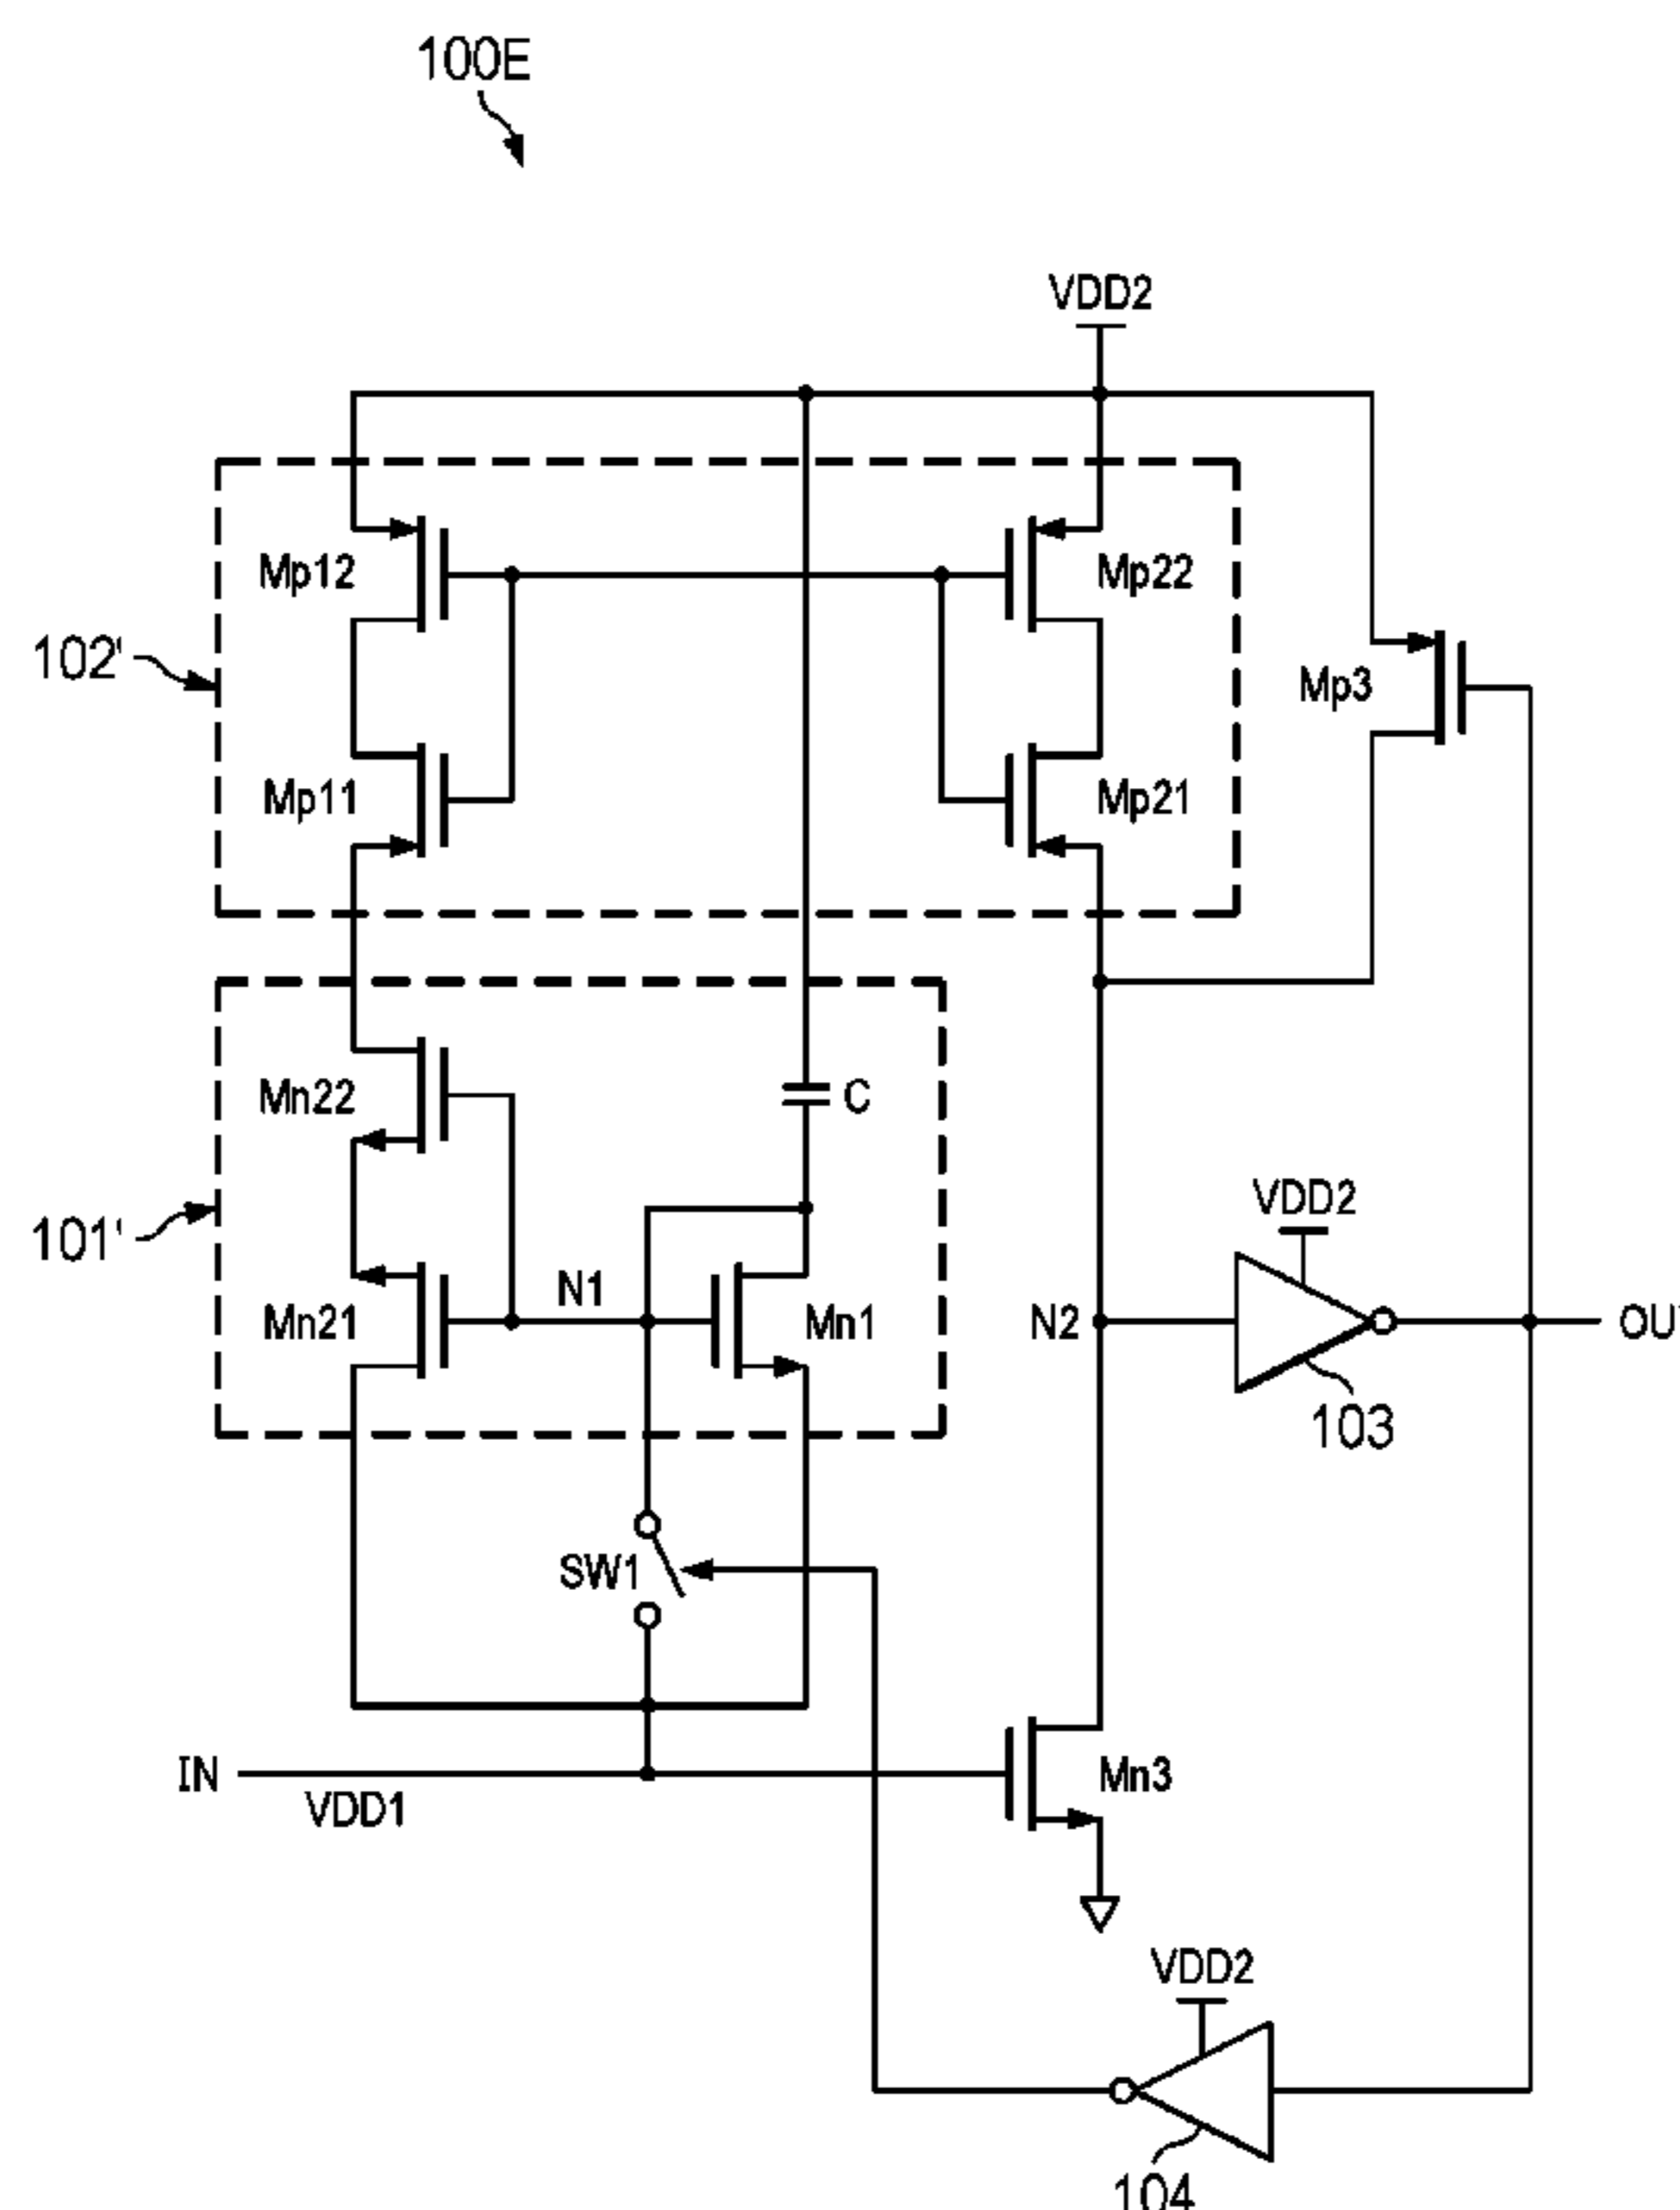 100E
VDD2
Mp12
Mp22
102'
Mp3
Mp11
Mp21
Mn22
C
101'
VDD2
Mn21
N1
Mn1
N2
103
SW1
IN
VDD1
Mn3
VDD2
104